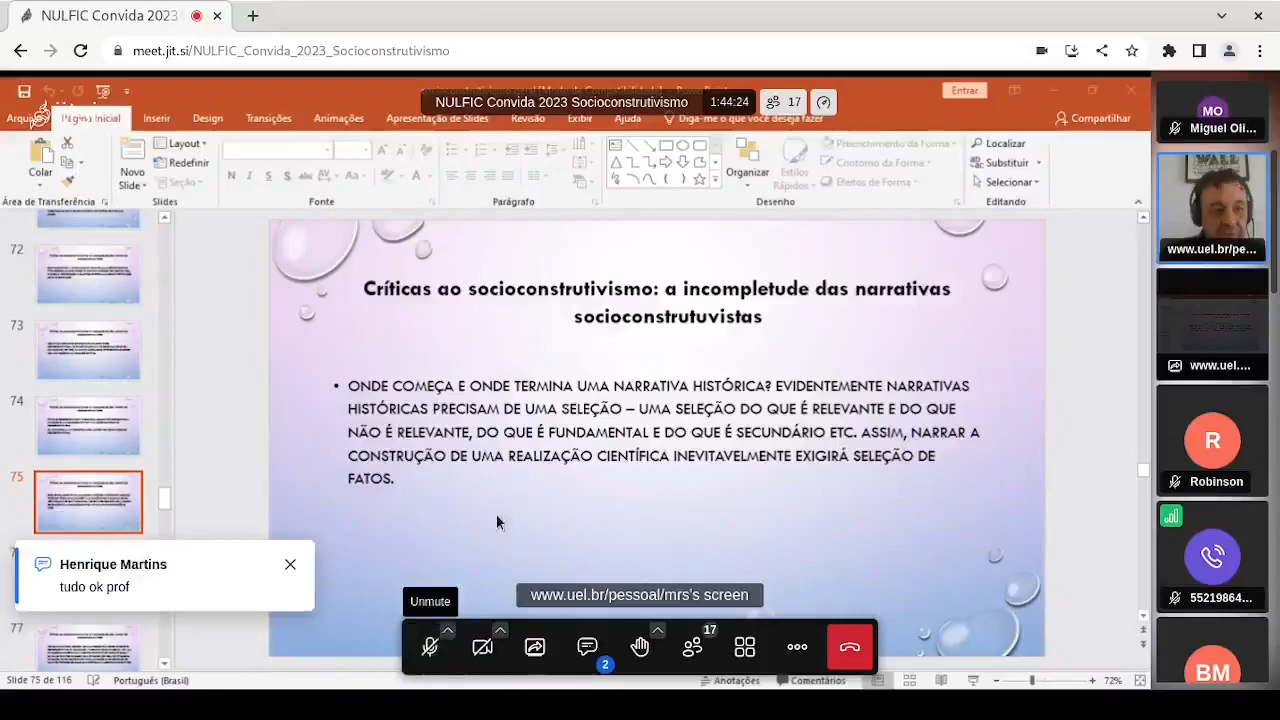 NULFIC Convida 2023
meet.jit.si/NULFIC_Convida_2023_Socioconstrutivismo
NULFIC Convida 2023 Socioconstrutivismo 1:44:24 17
Entrar
Página Inicial Inserir Design Transições Animações Apresentação de Slides Revisão Exibir Ajuda Diga-me o que você deseja fazer Compartilhar
Colar
Novo
Slide
Layout
Redefinir
Seção
Organizar
Estilos
Rápidos
Preenchimento da Forma
Contorno da Forma
Efeitos de Forma
Localizar
Substituir
Selecionar
Área de Transferência Slides Fonte Parágrafo Desenho Editando
72
73
74
75
77
Críticas ao socioconstrutivismo: a incompletude das narrativas
socioconstrutuvistas
• ONDE COMEÇA E ONDE TERMINA UMA NARRATIVA HISTÓRICA? EVIDENTEMENTE NARRATIVAS
HISTÓRICAS PRECISAM DE UMA SELEÇÃO – UMA SELEÇÃO DO QUE É RELEVANTE E DO QUE
NÃO É RELEVANTE, DO QUE É FUNDAMENTAL E DO QUE É SECUNDÁRIO ETC. ASSIM, NARRAR A
CONSTRUÇÃO DE UMA REALIZAÇÃO CIENTÍFICA INEVITAVELMENTE EXIGIRÁ SELEÇÃO DE
FATOS.
Henrique Martins
tudo ok prof
Unmute
www.uel.br/pessoal/mrs's screen
17
2
Slide 75 de 116 Português (Brasil) Anotações Comentários 72%
MO
Miguel Oli...
www.uel.br/pe...
www.uel....
R
Robinson
55219864...
BM